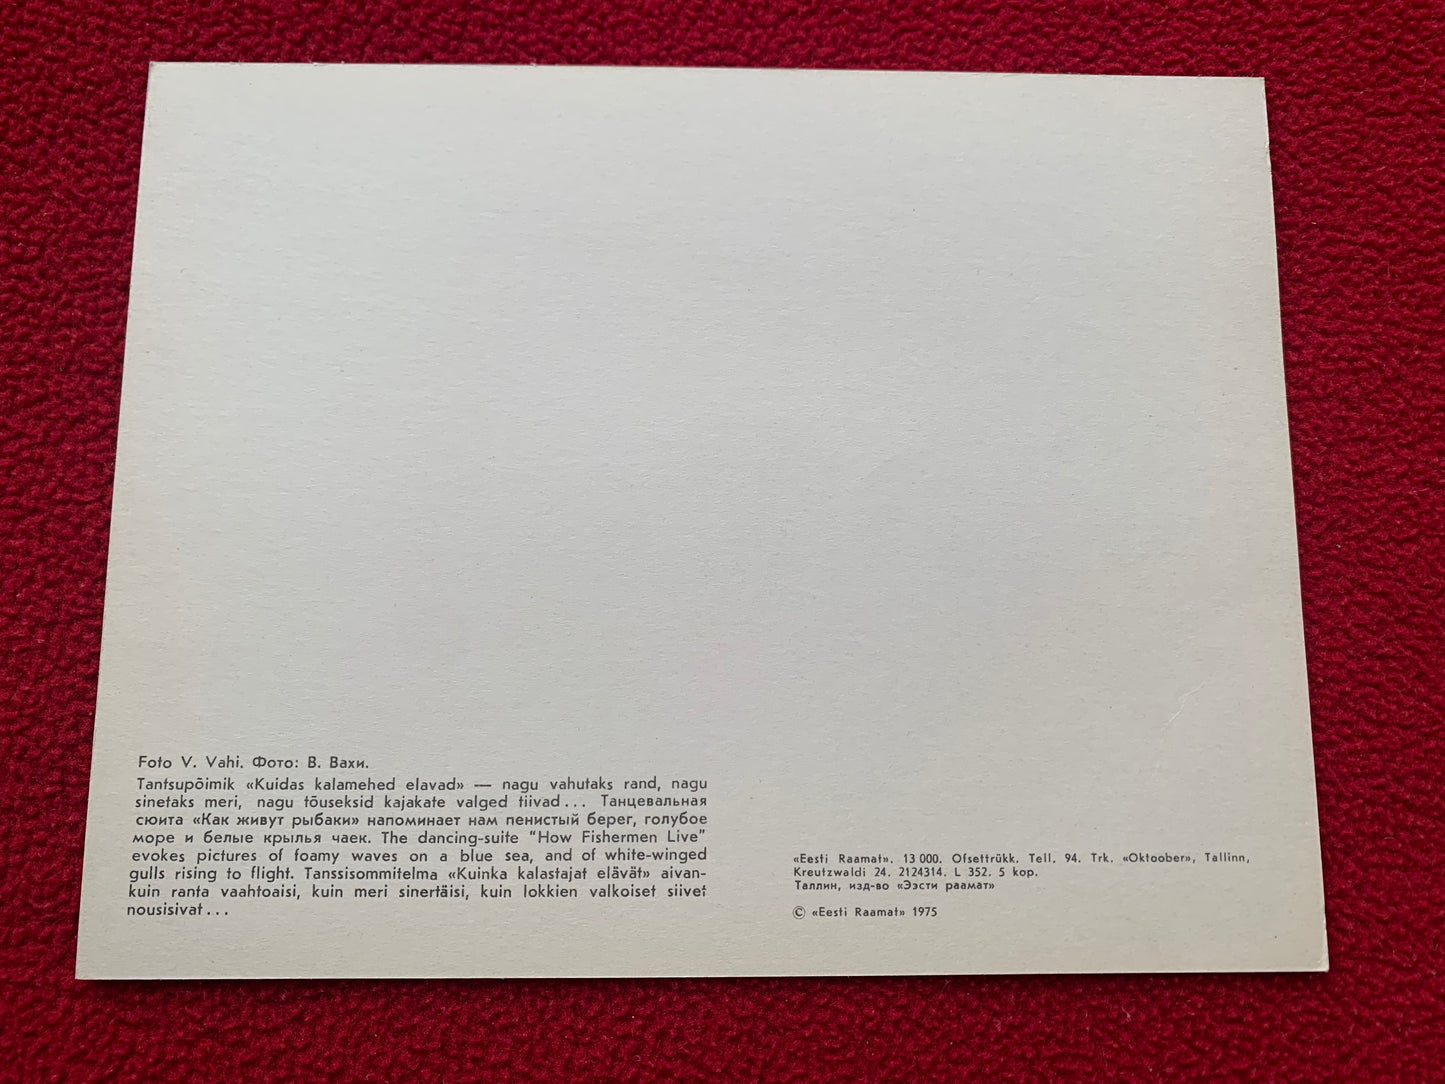 Foto V. Vahi. Фото: В. Вахи.
Tantsupõimik «Kuidas kalamehed elavad» — nagu vahutaks rand, nagu
sinetaks meri, nagu tõuseksid kajakate valged tiivad... Танцевальная
сюита «Как живут рыбаки» напоминает нам пенистый берег, голубое
море и белые крылья чаек. The dancing-suite "How Fishermen Live"
evokes pictures of foamy waves on a blue sea, and of white-winged
gulls rising to flight. Tanssisommitelma «Kuinka kalastajat elävät» aivan-
kuin ranta vaahtoaisi, kuin meri sinertäisi, kuin lokkien valkoiset siivet
nousisivat...
«Eesti Raamat». 13 000. Ofsettrükk. Tell. 94. Trk. «Oktoober», Tallinn,
Kreutzwaldi 24. 2124314. L 352. 5 kop.
Таллин, изд-во «Ээсти раамат»
© «Eesti Raamat» 1975